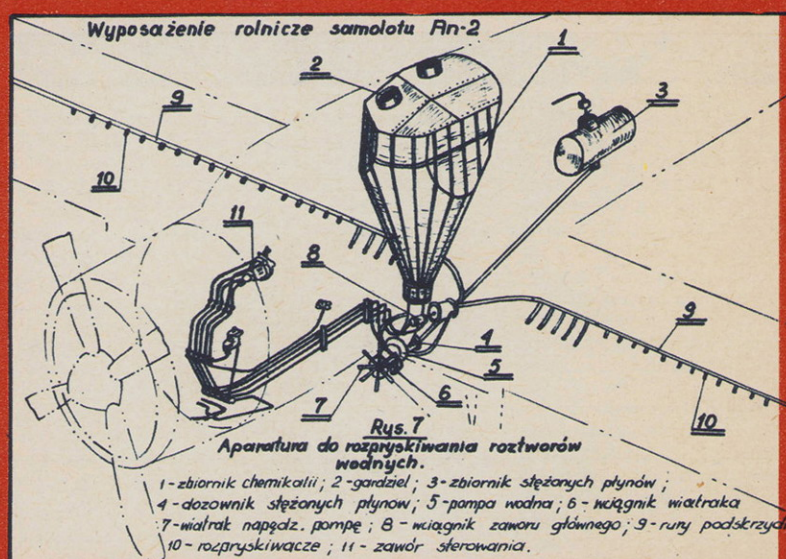 Wyposażenie rolnicze samolotu An-2
1
2
3
9
10
11
8
9
4
5
6
7
10
Rys. 7
Aparatura do rozpryskiwania roztworów
wodnych.
1-zbiornik chemikalii; 2-gardziel; 3-zbiornik stężonych płynów;
4-dozownik stężonych płynów; 5-pompa wodna; 6-wciągnik wiatraka
7-wiatrak napędz. pompę; 8-wciągnik zaworu głównego; 9-rury podskrzyd
10-rozpryskiwacze; 11-zawór sterowania.